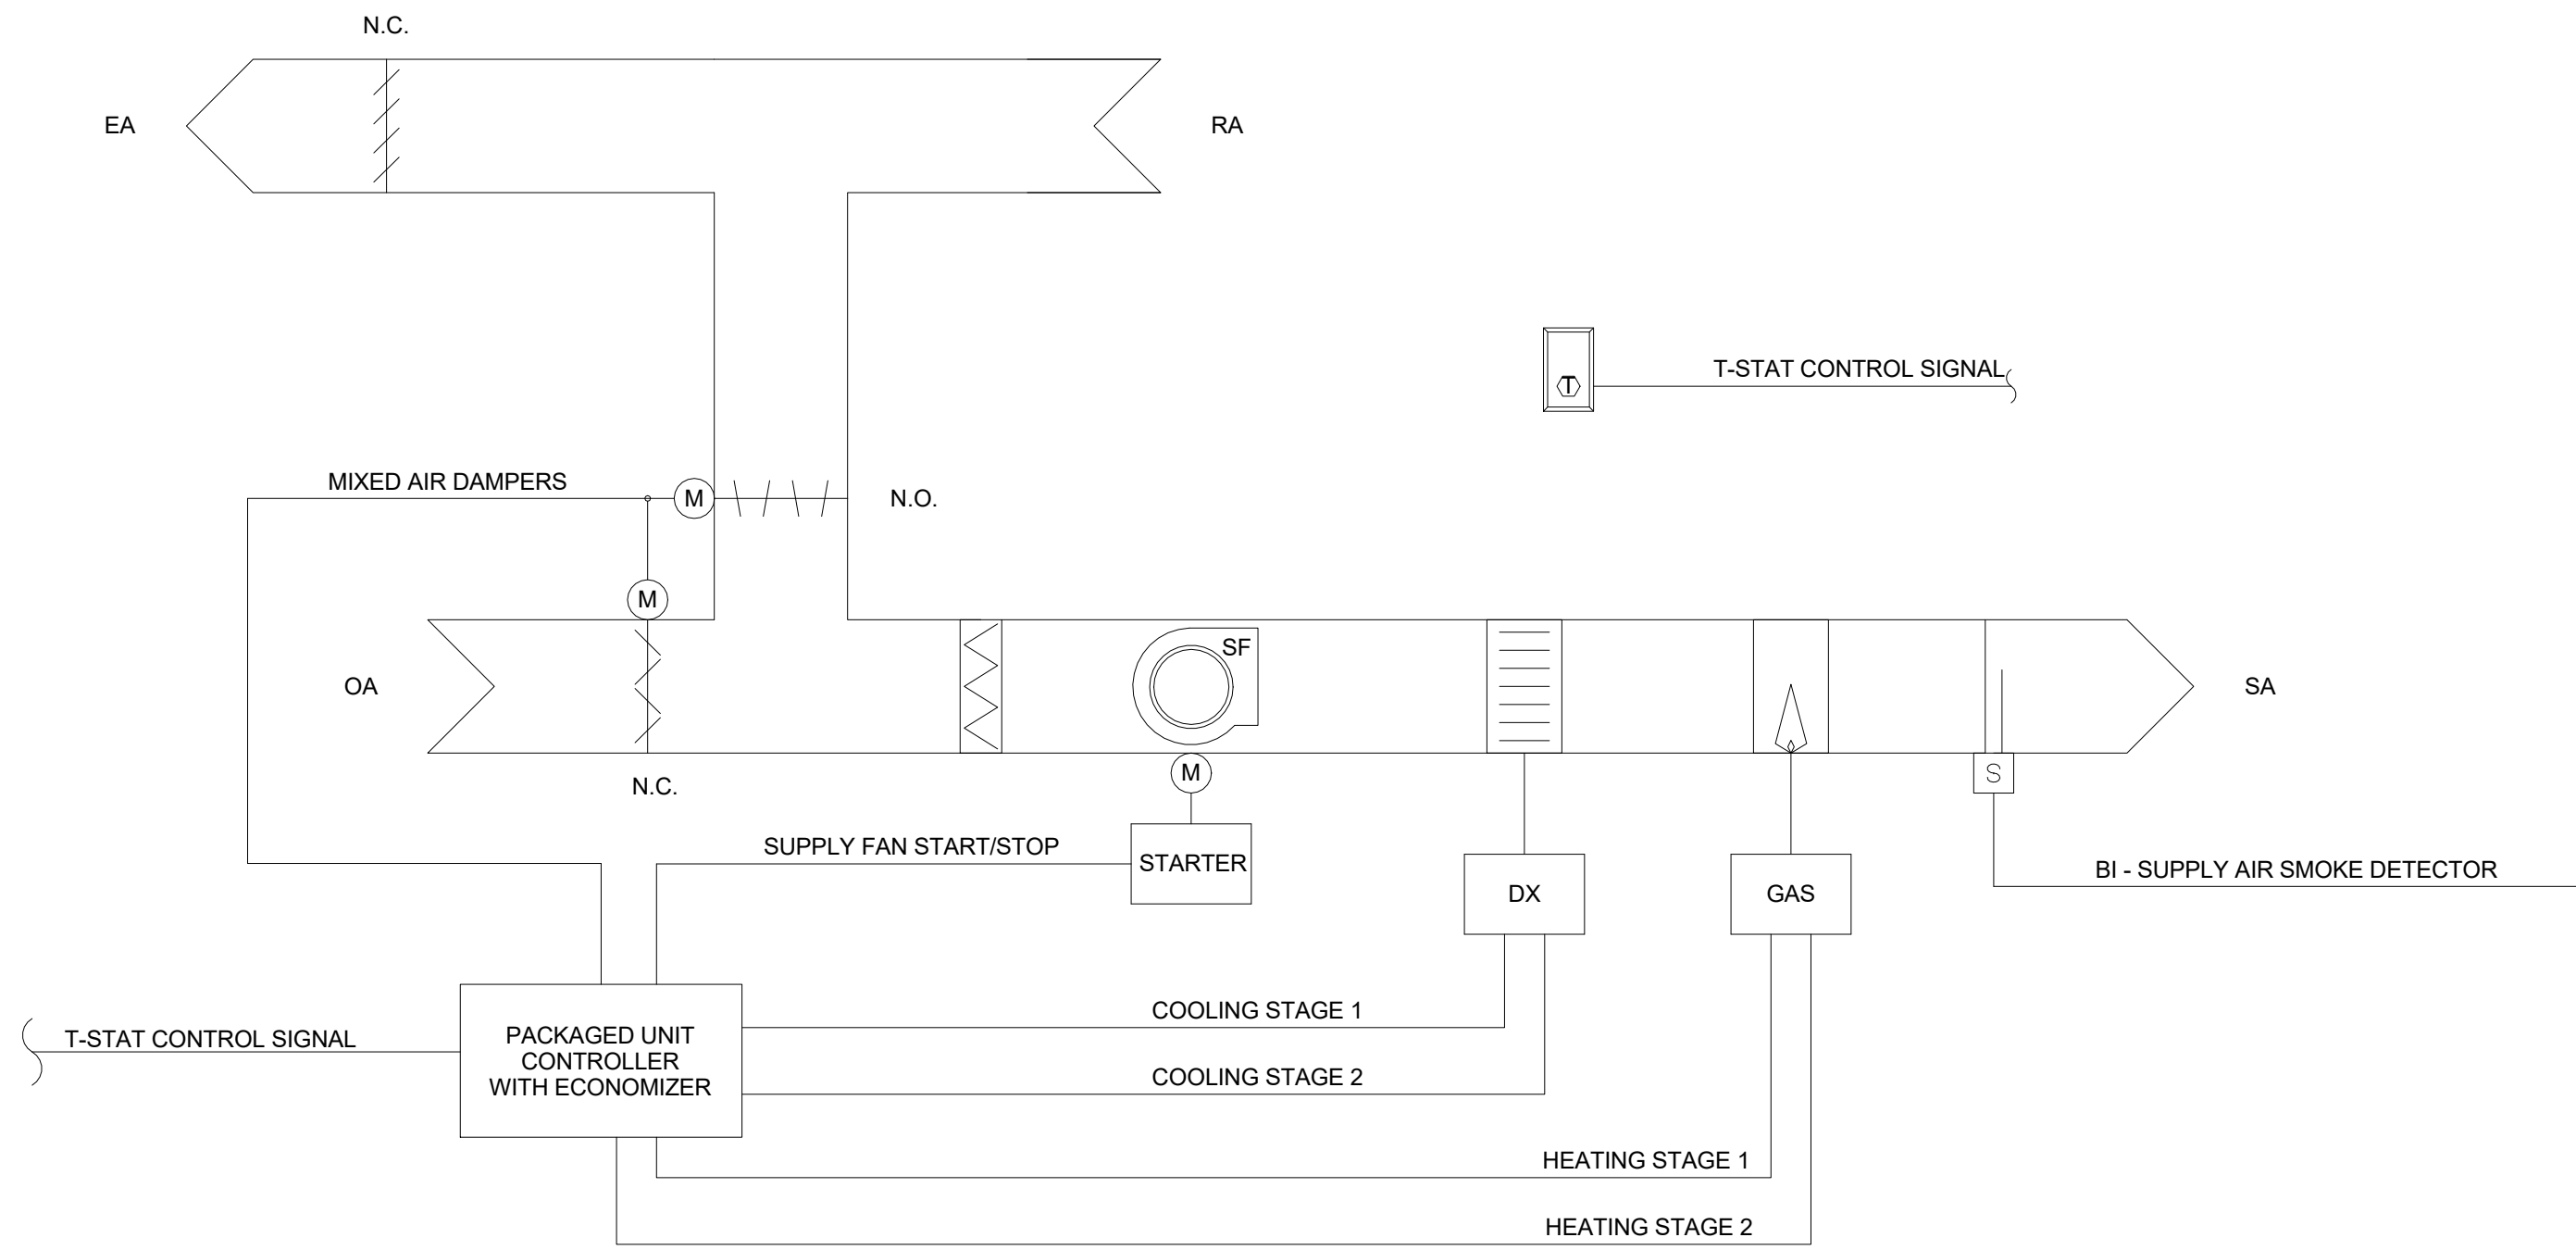 N.C.
EA
RA
T-STAT CONTROL SIGNAL
T
MIXED AIR DAMPERS
M
N.O.
M
SF
OA
SA
M
S
N.C.
SUPPLY FAN START/STOP
STARTER
BI - SUPPLY AIR SMOKE DETECTOR
DX
GAS
COOLING STAGE 1
T-STAT CONTROL SIGNAL
PACKAGED UNIT
CONTROLLER
WITH ECONOMIZER
COOLING STAGE 2
HEATING STAGE 1
HEATING STAGE 2